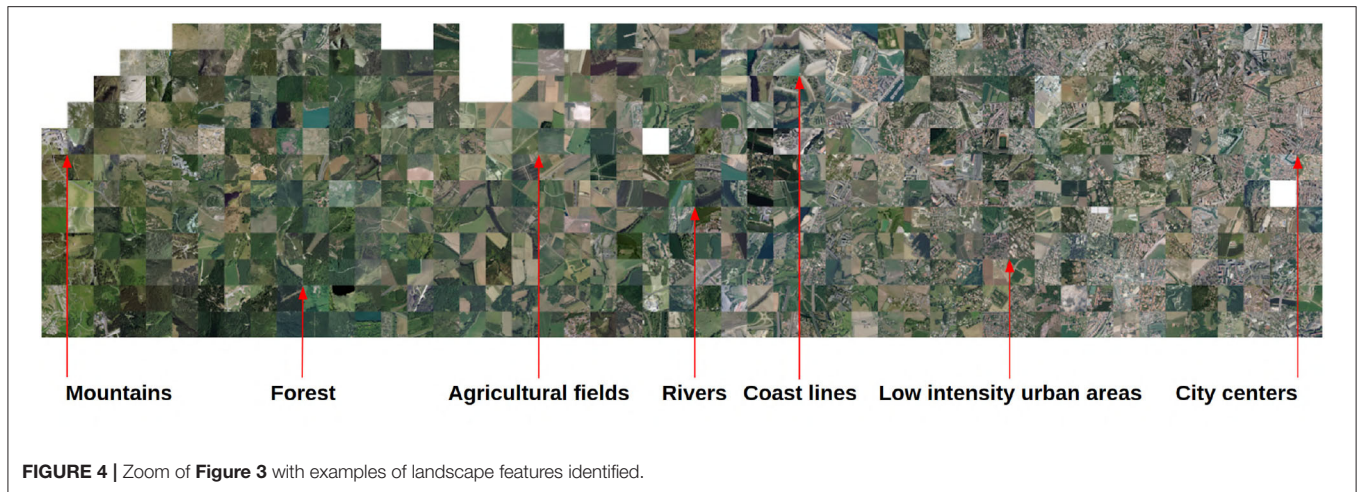 Mountains Forest Agricultural fields Rivers Coast lines Low intensity urban areas City centers
FIGURE 4 | Zoom of Figure 3 with examples of landscape features identified.